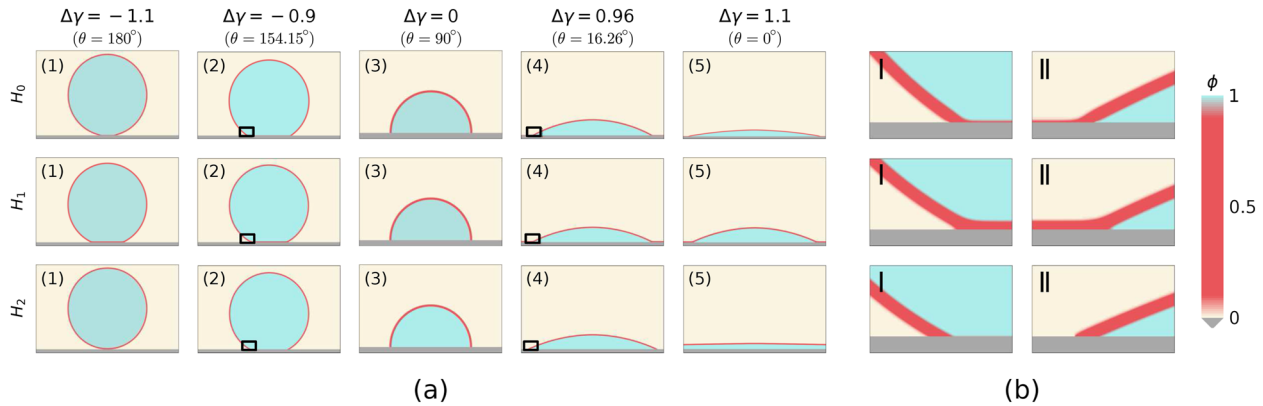 Δγ = −1.1 Δγ = −0.9 Δγ = 0 Δγ = 0.96 Δγ = 1.1
(θ = 180°) (θ = 154.15°) (θ = 90°) (θ = 16.26°) (θ = 0°)
H₀ (1) (2) (3) (4) (5) I II
H₁ (1) (2) (3) (4) (5) I II
H₂ (1) (2) (3) (4) (5) I II
ϕ
1
0.5
0
(a) (b)